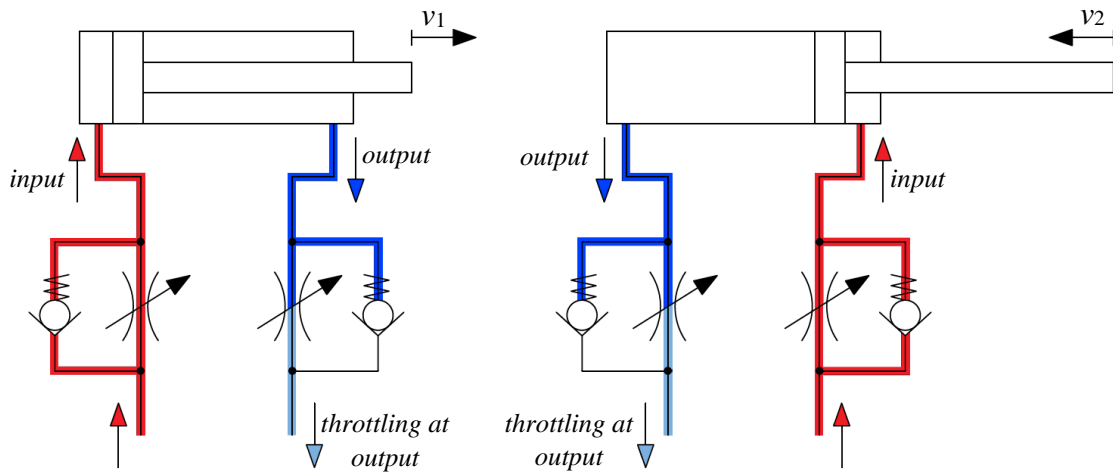 v1
input
output
throttling at
output
v2
output
input
throttling at
output